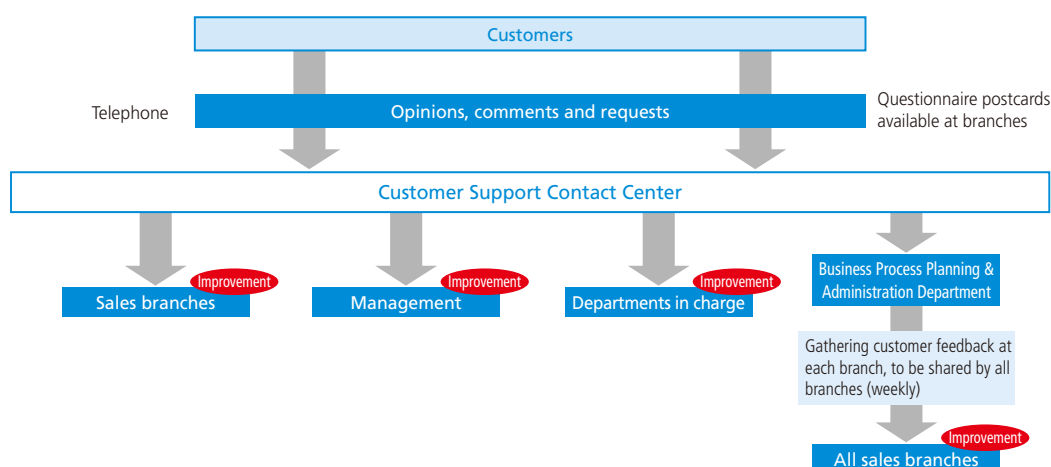 Customers
Telephone
Opinions, comments and requests
Questionnaire postcards
available at branches
Customer Support Contact Center
Improvement
Sales branches
Improvement
Management
Improvement
Departments in charge
Business Process Planning &
Administration Department
Gathering customer feedback at
each branch, to be shared by all
branches (weekly)
Improvement
All sales branches